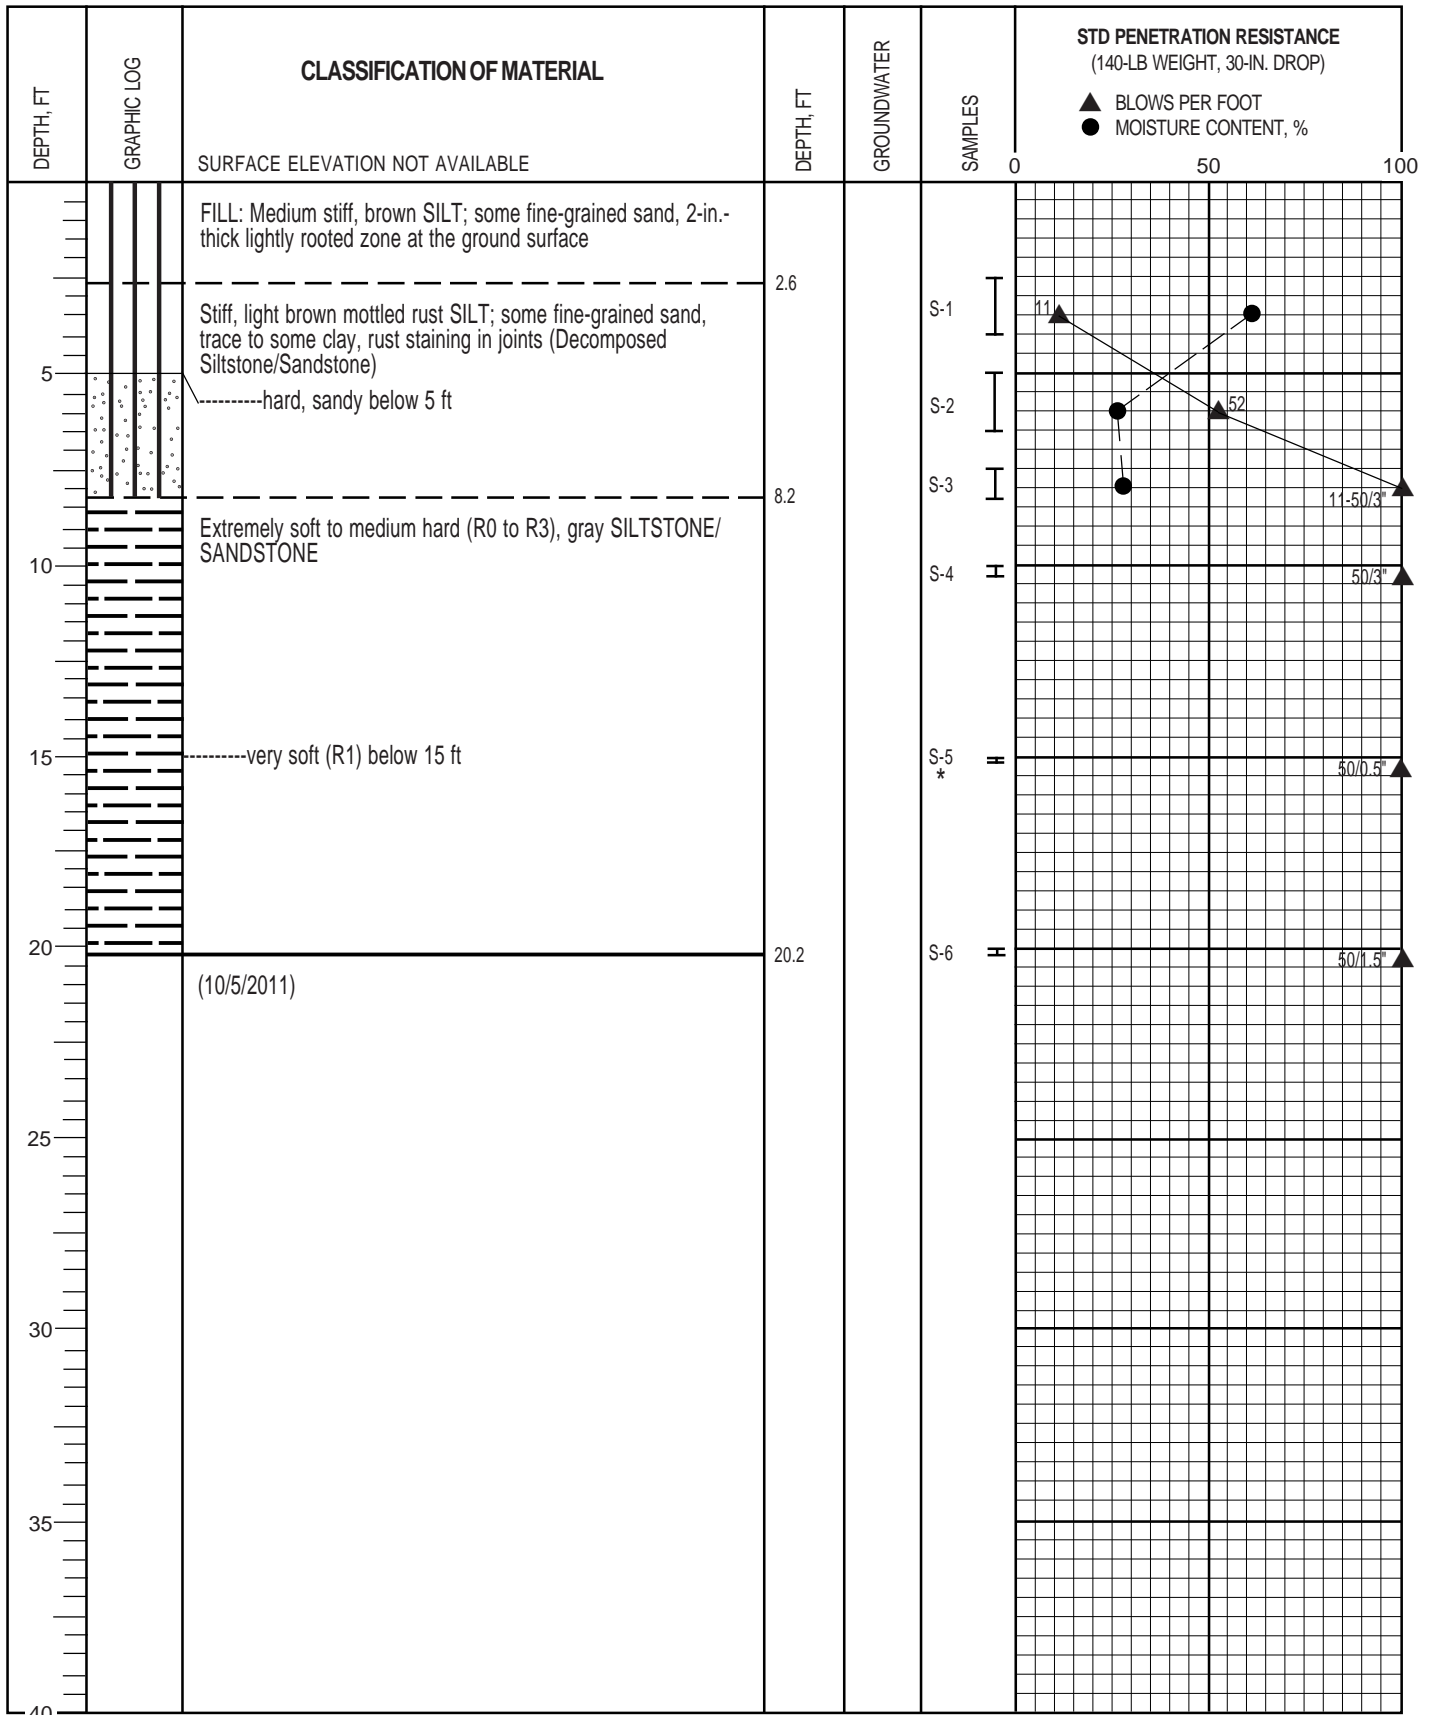 DEPTH, FT
GRAPHIC LOG
CLASSIFICATION OF MATERIAL
SURFACE ELEVATION NOT AVAILABLE
DEPTH, FT
GROUNDWATER
SAMPLES
STD PENETRATION RESISTANCE
(140-LB WEIGHT, 30-IN. DROP)
BLOWS PER FOOT
MOISTURE CONTENT, %
0
50
100
FILL: Medium stiff, brown SILT; some fine-grained sand, 2-in.-
thick lightly rooted zone at the ground surface
2.6
Stiff, light brown mottled rust SILT; some fine-grained sand,
trace to some clay, rust staining in joints (Decomposed
Siltstone/Sandstone)
S-1
11
5
----------hard, sandy below 5 ft
S-2
52
S-3
11-50/3"
8.2
Extremely soft to medium hard (R0 to R3), gray SILTSTONE/
SANDSTONE
10
S-4
50/3"
15
----------very soft (R1) below 15 ft
S-5
*
50/0.5"
20
20.2
S-6
50/1.5"
(10/5/2011)
25
30
35
40